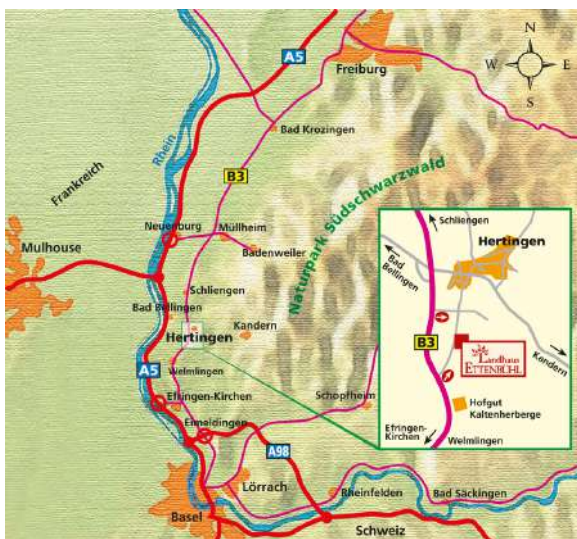 N
W E
S
A5
Freiburg
Rhein
Bad Krozingen
Frankreich
B3
Naturpark Südschwarzwald
Neuenburg
Müllheim
Badenweiler
Mulhouse
Schliengen
Bad Bellingen
Hertingen
Kandern
A5
Welmlingen
Efringen-Kirchen
Eimeldingen
Schopfheim
A98
Lörrach
Rheinfelden
Bad Säckingen
Basel
Schweiz
Schliengen
Hertingen
Bad
Bellingen
B3
Landhaus
ETTENBÜHL
Kandern
Hofgut
Kaltenherberge
Efringen-
Kirchen
Welmlingen